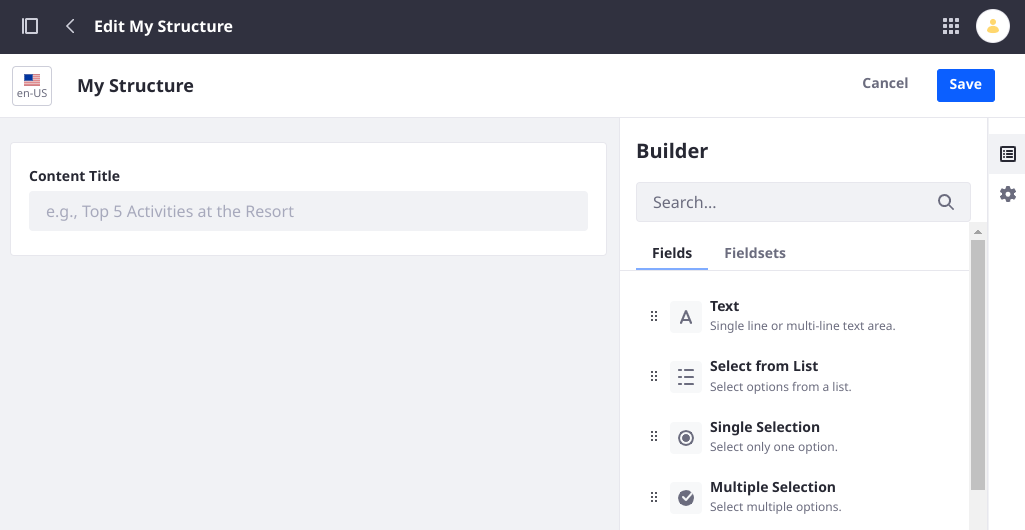 Edit My Structure
en-US
My Structure
Cancel
Save
Content Title
e.g., Top 5 Activities at the Resort
Builder
Search...
Fields
Fieldsets
Text
Single line or multi-line text area.
Select from List
Select options from a list.
Single Selection
Select only one option.
Multiple Selection
Select multiple options.